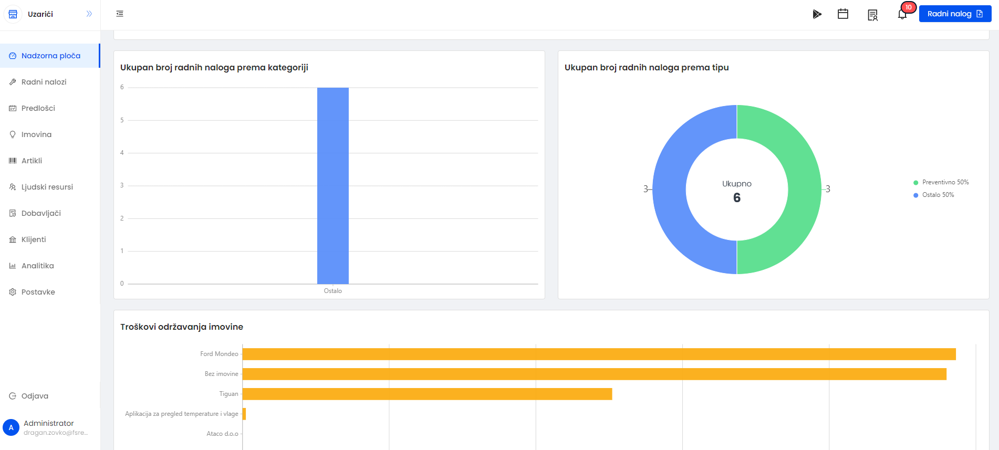 Uzarići
10
Radni nalog
Nadzorna ploča
Radni nalozi
Predlošci
Imovina
Artikli
Ljudski resursi
Dobavljači
Klijenti
Analitika
Postavke
Odjava
A
Administrator
dragan.zovko@fsre...
Ukupan broj radnih naloga prema kategoriji
6
5
4
3
2
1
0
Ostalo
Ukupan broj radnih naloga prema tipu
3
Ukupno
6
3
Preventivno 50%
Ostalo 50%
Troškovi održavanja imovine
Ford Mondeo
Bez imovine
Tiguan
Aplikacija za pregled temperature i vlage
Ataco d.o.o